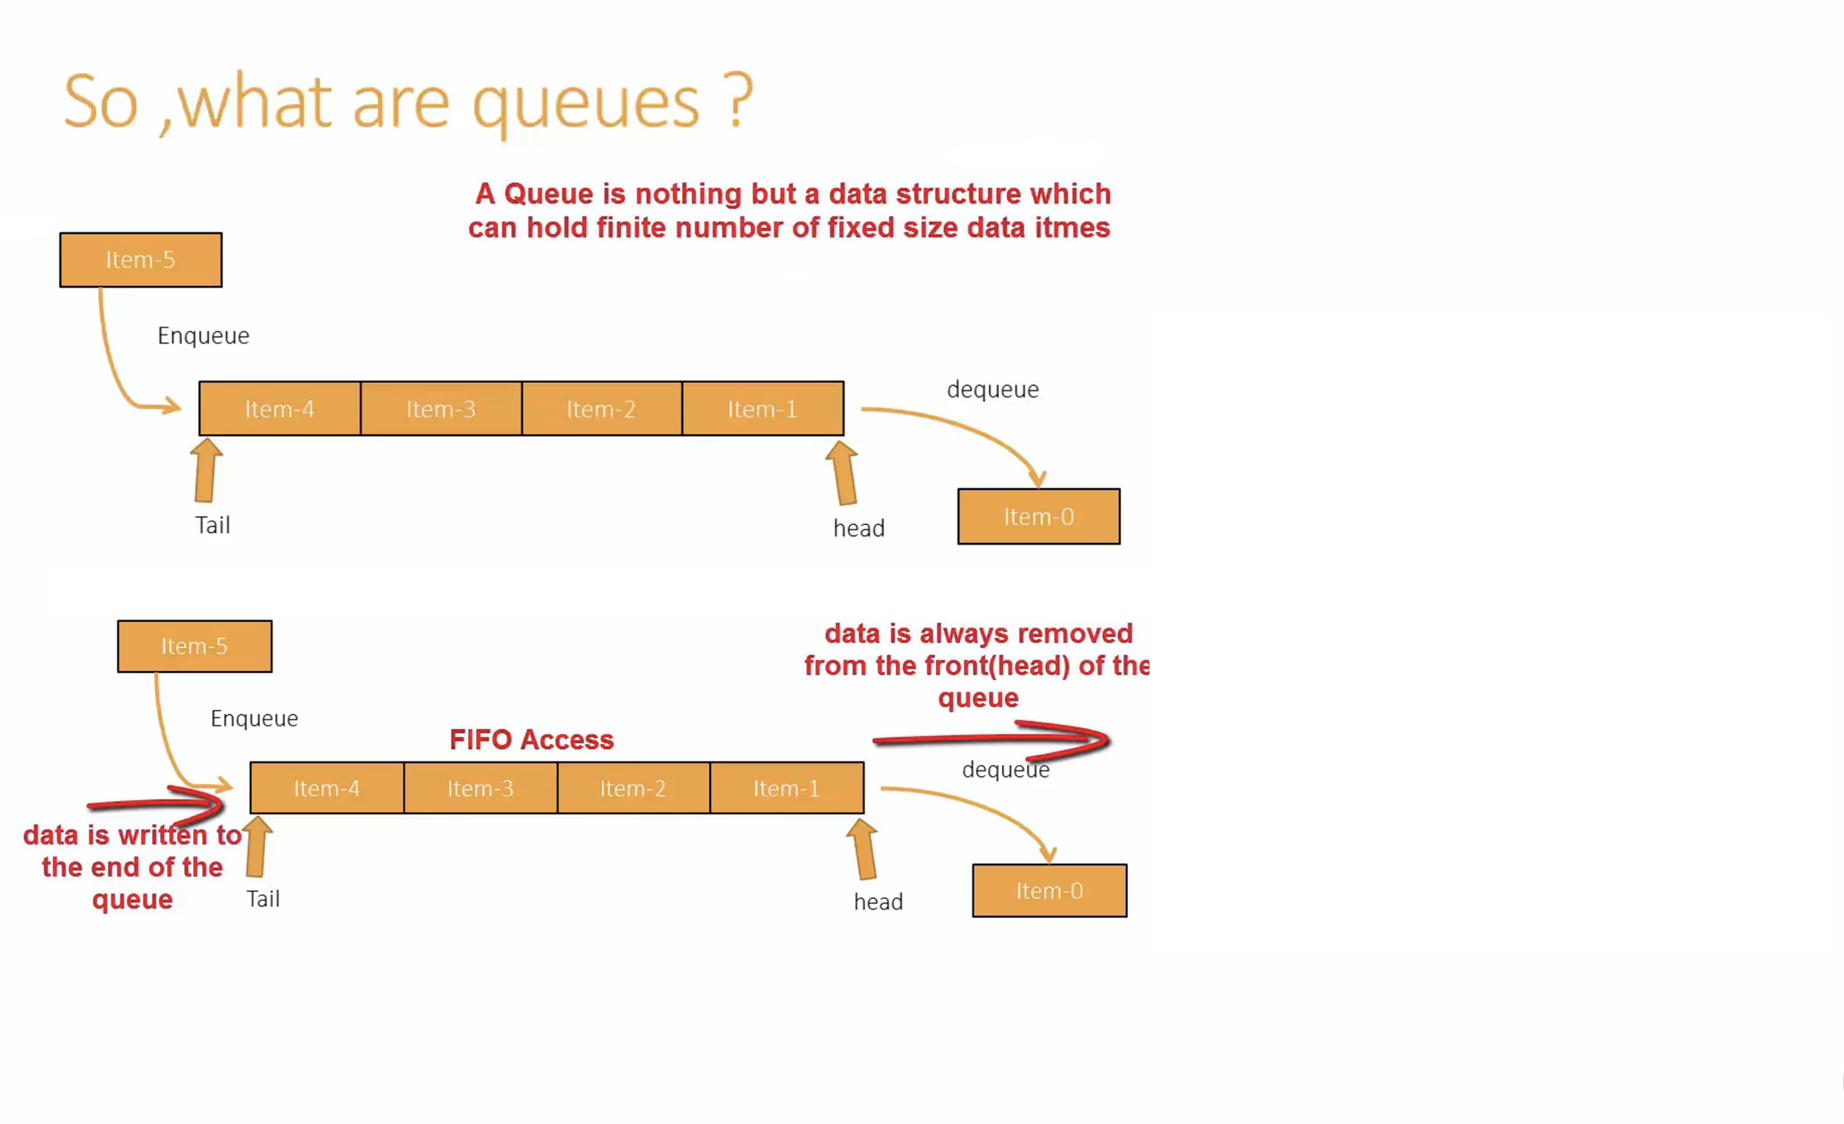 So ,what are queues ?
A Queue is nothing but a data structure which
can hold finite number of fixed size data itmes
Item-5
Enqueue
dequeue
Item-4 Item-3 Item-2 Item-1
Item-0
Tail
head
Item-5
data is always removed
from the front(head) of the
queue
Enqueue
FIFO Access
dequeue
Item-4 Item-3 Item-2 Item-1
data is written to
the end of the
queue
Tail
head
Item-0